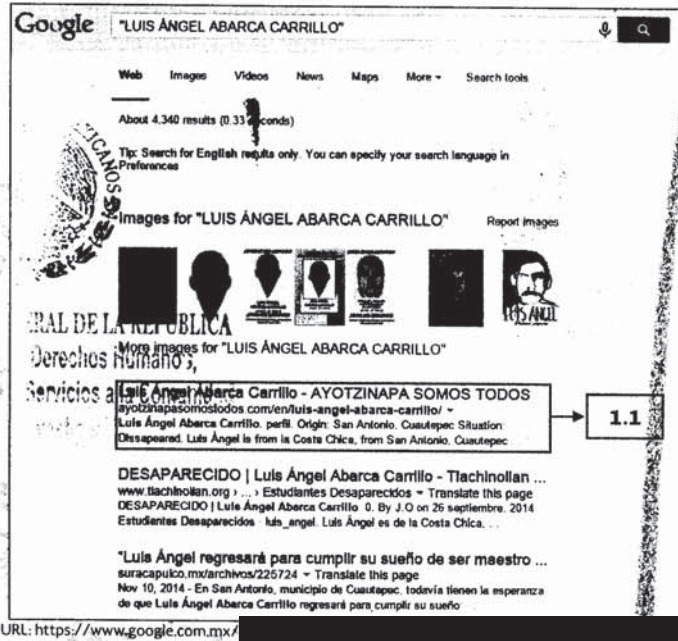 Google "LUIS ÁNGEL ABARCA CARRILLO"
Web Images Videos News Maps More Search tools
About 4,340 results (0.33 seconds)
Tip: Search for English results only. You can specify your search language in
Preferences
Images for "LUIS ÁNGEL ABARCA CARRILLO" Report images
LUIS ANGEL
ICANOS
RAL DE LA REPÚBLICA
More images for "LUIS ÁNGEL ABARCA CARRILLO"
Derechos Humanos,
Servicios a la
Luis Ángel Abarca Carrillo - AYOTZINAPA SOMOS TODOS
ayotzinapasomostodos.com/en/luis-angel-abarca-carrillo/
1.1
Luis Ángel Abarca Carrillo. perfil. Origin: San Antonio, Cuautepec Situation:
Dissapeared. Luis Ángel is from la Costa Chica, from San Antonio, Cuautepec
DESAPARECIDO | Luis Ángel Abarca Carrillo - Tlachinollan ...
www.tlachinollan.org › ... › Estudiantes Desaparecidos Translate this page
DESAPARECIDO | Luis Ángel Abarca Carrillo 0. By J.O on 26 septiembre, 2014
Estudiantes Desaparecidos · luis_angel. Luis Ángel es de la Costa Chica, ...
"Luis Ángel regresará para cumplir su sueño de ser maestro ...
suracapulco.mx/archivos/225724 Translate this page
Nov 10, 2014 - En San Antonio, municipio de Cuautepec, todavía tienen la esperanza
de que Luis Ángel Abarca Carrillo regresará para cumplir su sueño
URL: https://www.google.com.mx/